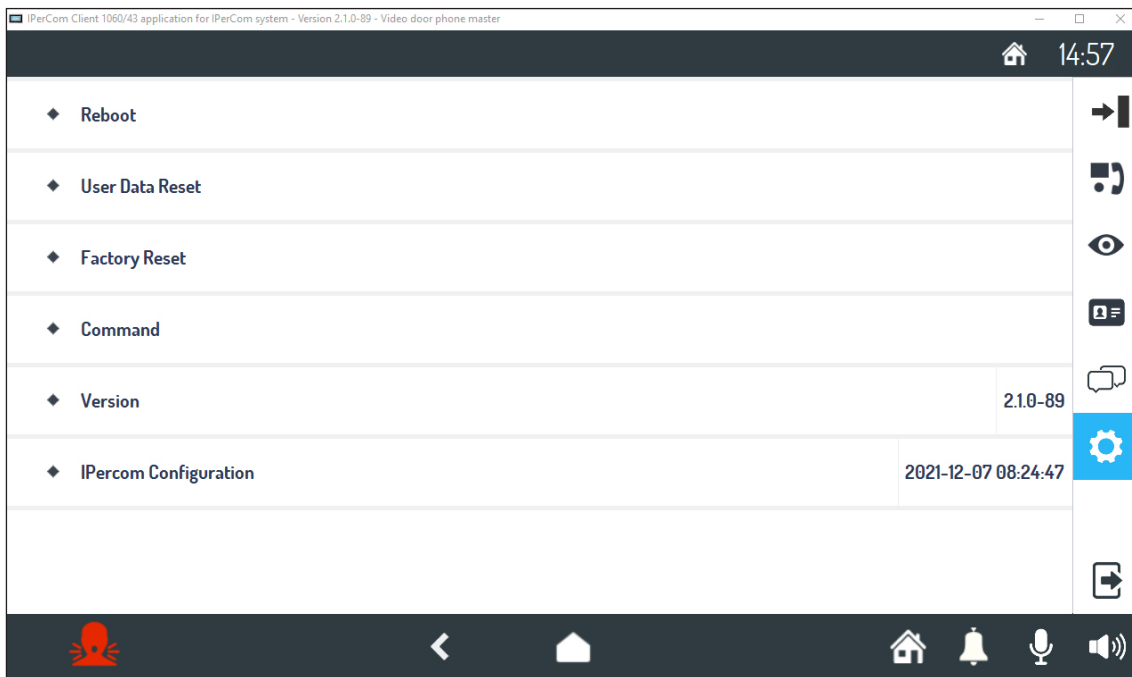 IPerCom Client 1060/43 application for IPerCom system - Version 2.1.0-89 - Video door phone master
14:57
Reboot
User Data Reset
Factory Reset
Command
Version 2.1.0-89
IPercom Configuration 2021-12-07 08:24:47